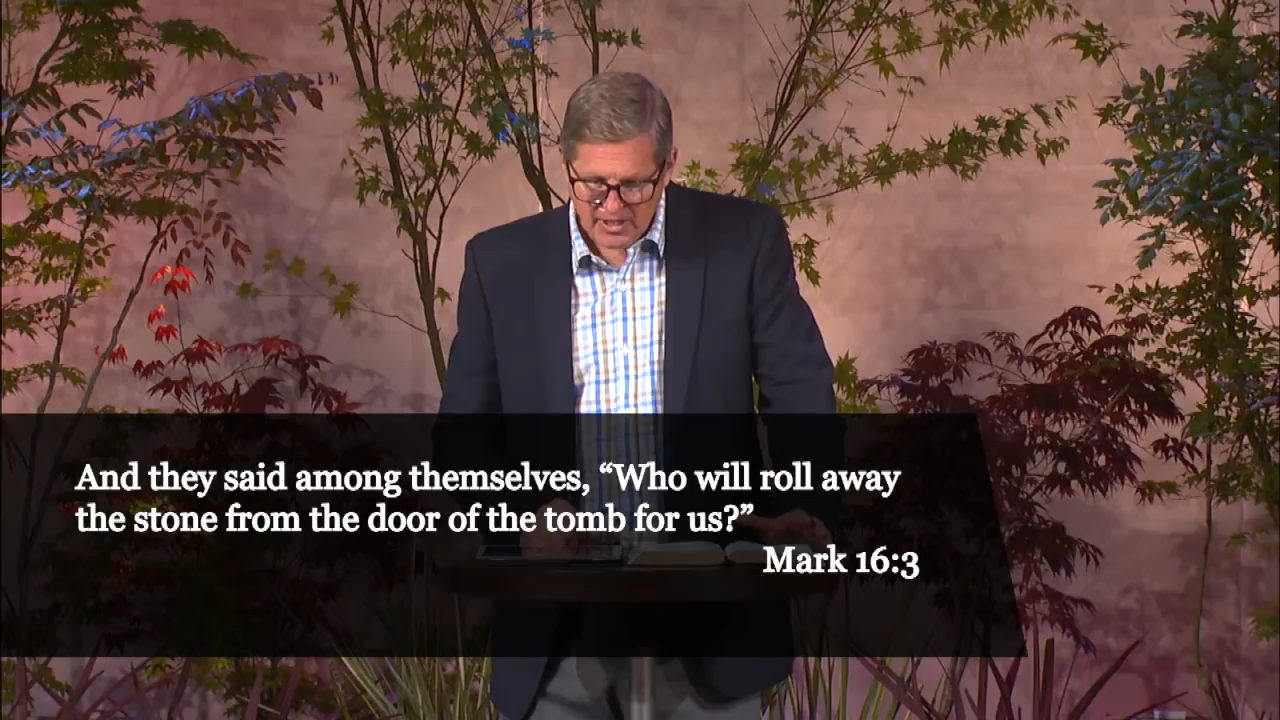 And they said among themselves, “Who will roll away
the stone from the door of the tomb for us?”
Mark 16:3